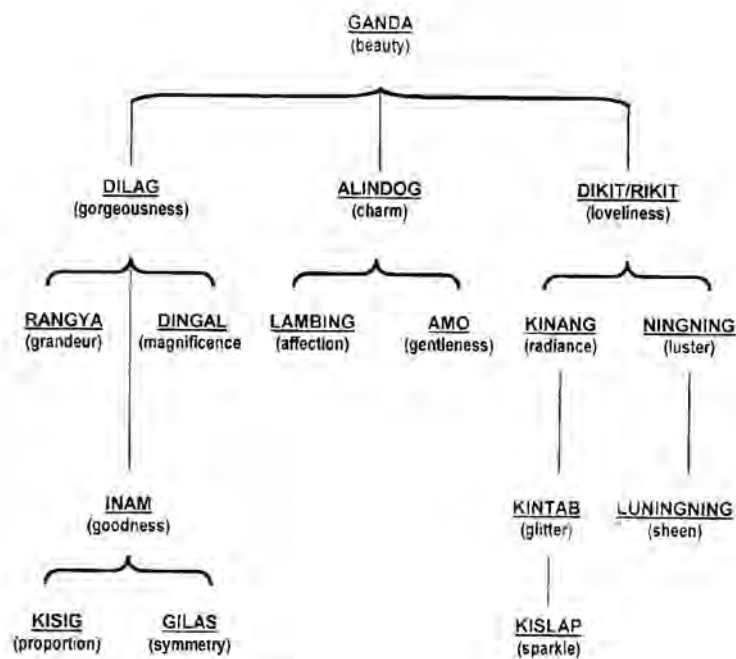 GANDA
(beauty)
DILAG
(gorgeousness)
ALINDOG
(charm)
DIKIT/RIKIT
(loveliness)
RANGYA
(grandeur)
DINGAL
(magnificence
LAMBING
(affection)
AMO
(gentleness)
KINANG
(radiance)
NINGNING
(luster)
INAM
(goodness)
KINTAB
(glitter)
LUNINGNING
(sheen)
KISIG
(proportion)
GILAS
(symmetry)
KISLAP
(sparkle)